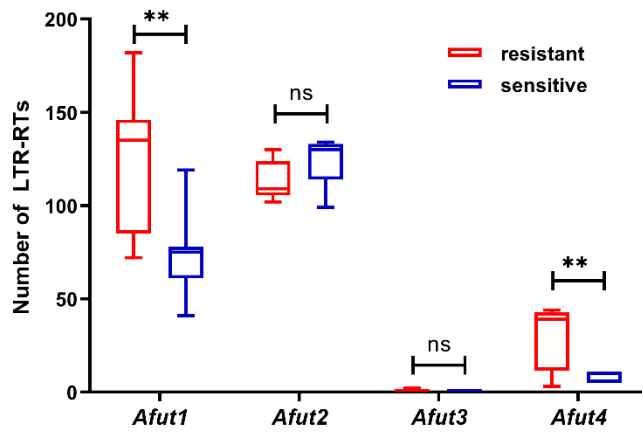 200
150
100
50
0
Number of LTR-RTs
**
ns
ns
**
resistant
sensitive
Afut1
Afut2
Afut3
Afut4